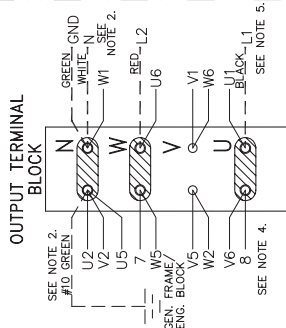 OUTPUT TERMINAL
BLOCK
SEE NOTE 2.
#10 GREEN
GREEN GND
WHITE N
SEE
NOTE 2.
N
U2
V2
U5
W1
RED L2
W
7
W5
U6
GEN. FRAME/
ENG. BLOCK
V
V5
W2
V1
W6
U
V6
8
U1
BLACK L1
SEE NOTE 4.
SEE NOTE 5.